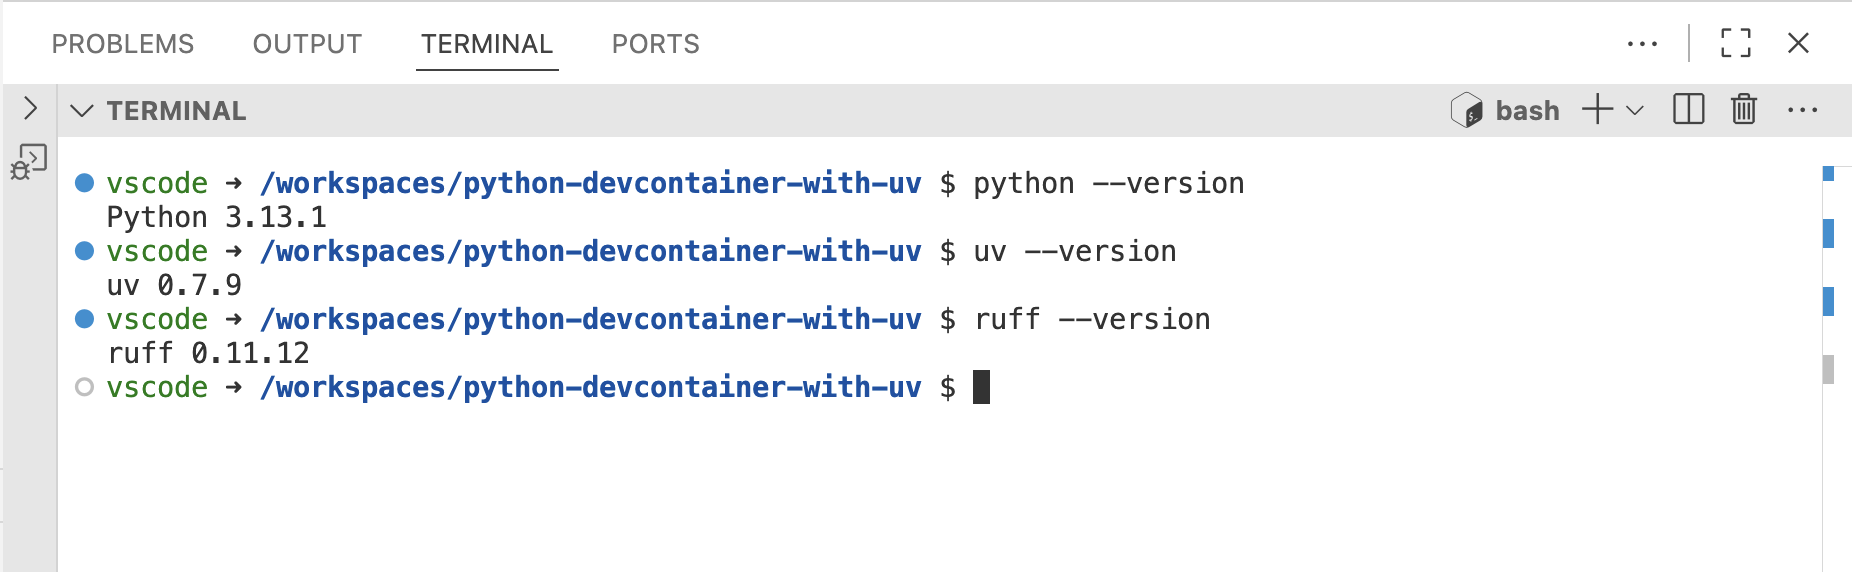 PROBLEMS OUTPUT TERMINAL PORTS
TERMINAL bash
vscode ➜ /workspaces/python-devcontainer-with-uv $ python --version
Python 3.13.1
vscode ➜ /workspaces/python-devcontainer-with-uv $ uv --version
uv 0.7.9
vscode ➜ /workspaces/python-devcontainer-with-uv $ ruff --version
ruff 0.11.12
vscode ➜ /workspaces/python-devcontainer-with-uv $